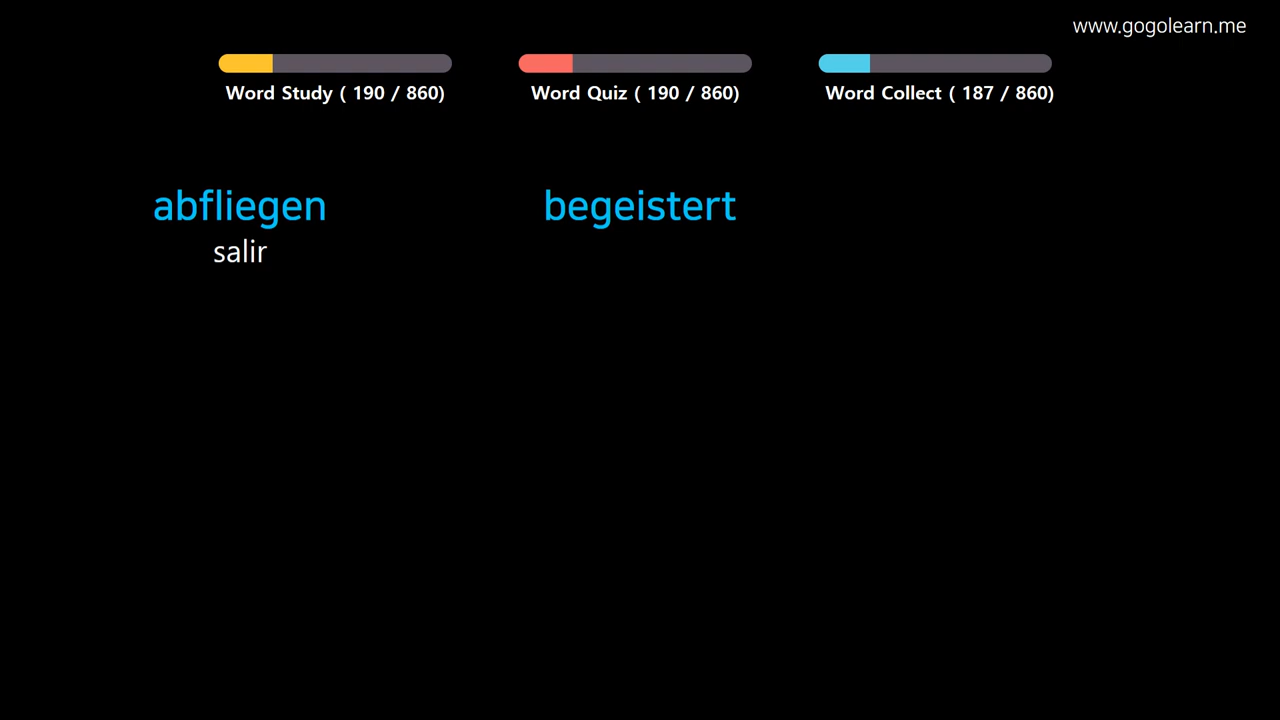 www.gogolearn.me
Word Study ( 190 / 860)
Word Quiz ( 190 / 860)
Word Collect ( 187 / 860)
abfliegen
salir
begeistert